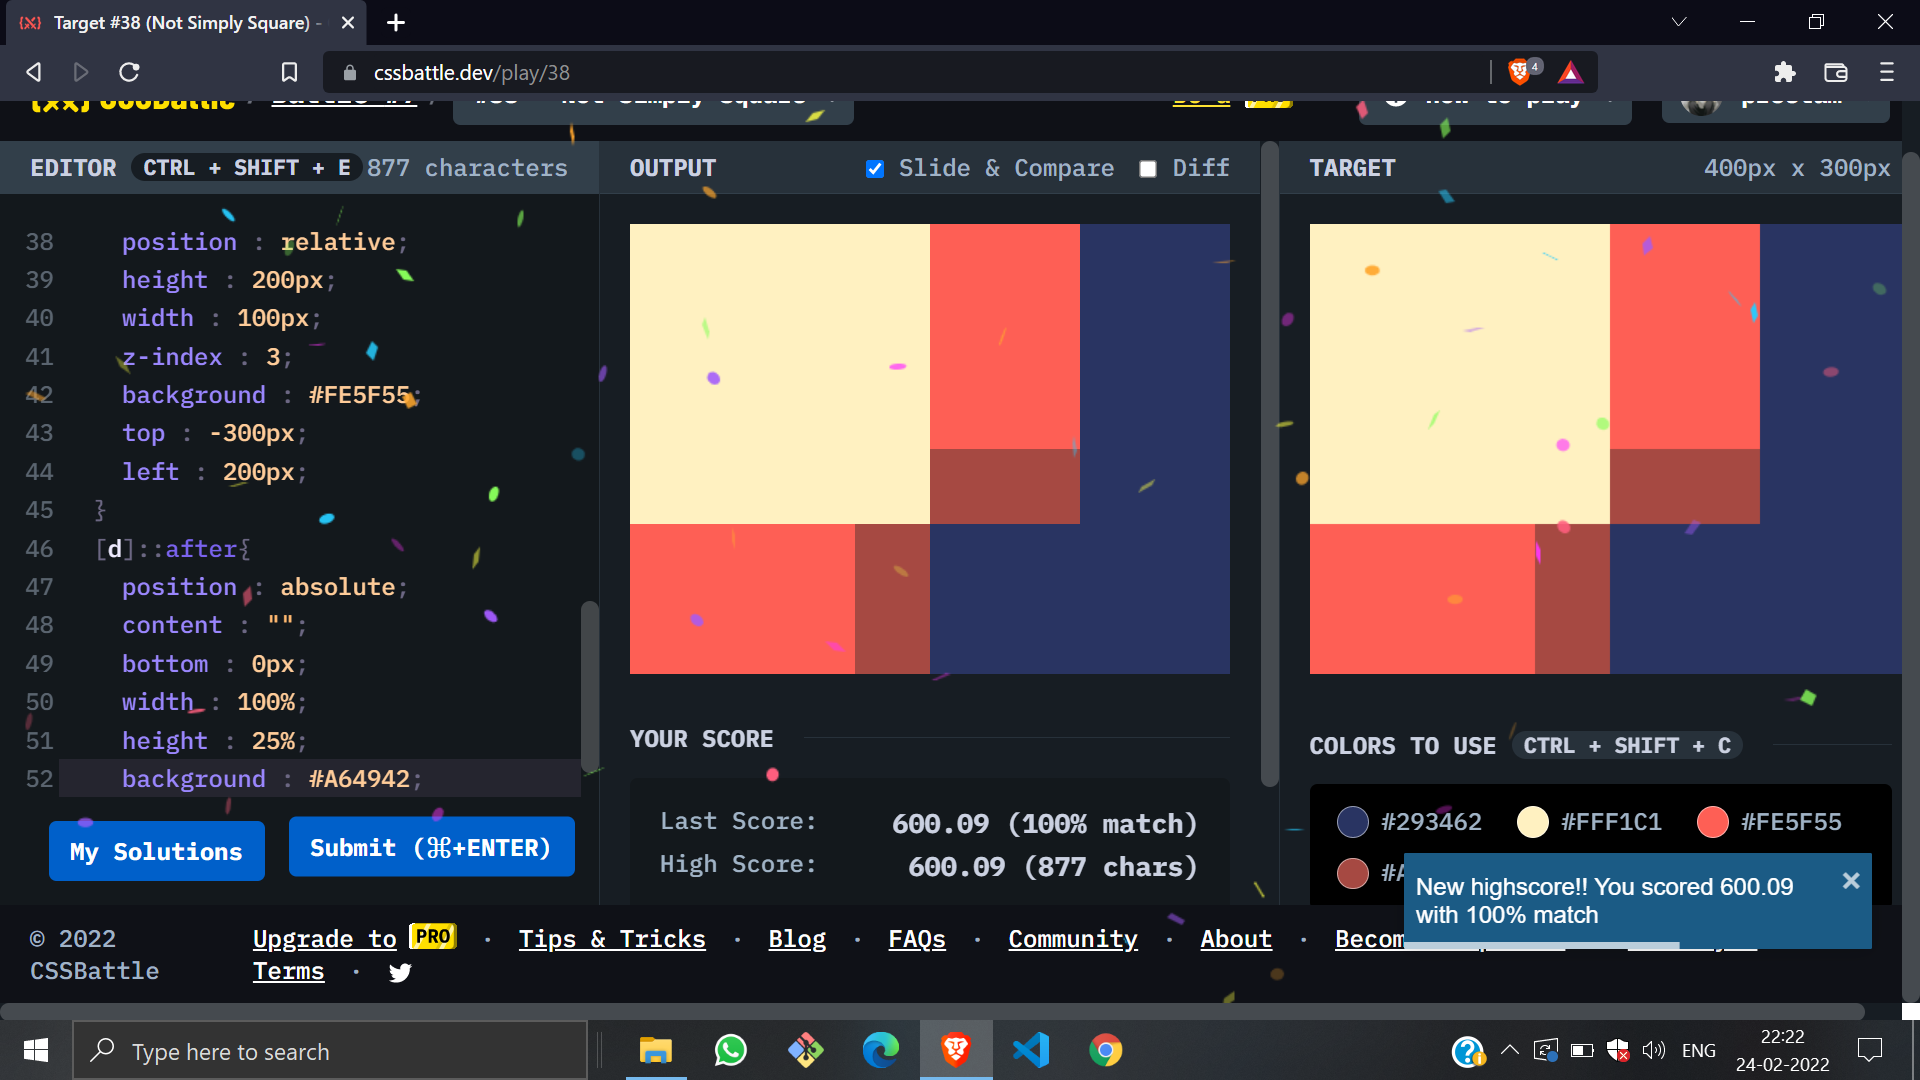 Target #38 (Not Simply Square) -
cssbattle.dev/play/38
4
EDITOR CTRL + SHIFT + E 877 characters
38 position : relative;
39 height : 200px;
40 width : 100px;
41 z-index : 3;
42 background : #FE5F55;
43 top : -300px;
44 left : 200px;
45 }
46 [d]::after{
47 position : absolute;
48 content : "";
49 bottom : 0px;
50 width : 100%;
51 height : 25%;
52 background : #A64942;
My Solutions
Submit (⌘+ENTER)
OUTPUT
Slide & Compare
Diff
YOUR SCORE
Last Score: 600.09 (100% match)
High Score: 600.09 (877 chars)
TARGET
400px x 300px
COLORS TO USE CTRL + SHIFT + C
#293462 #FFF1C1 #FE5F55
#A
New highscore!! You scored 600.09
with 100% match
© 2022
CSSBattle
Upgrade to PRO · Tips & Tricks · Blog · FAQs · Community · About · Becom
Terms ·
Type here to search
ENG
22:22
24-02-2022